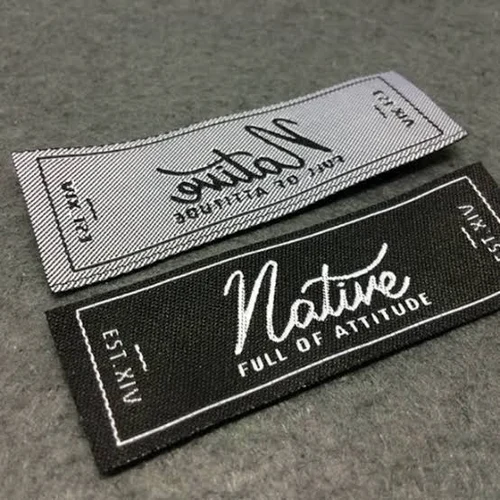 EST XIV
Native
FULL OF ATTITUDE
EST XIV
EST. XIV
Native
FULL OF ATTITUDE
EST. XIV